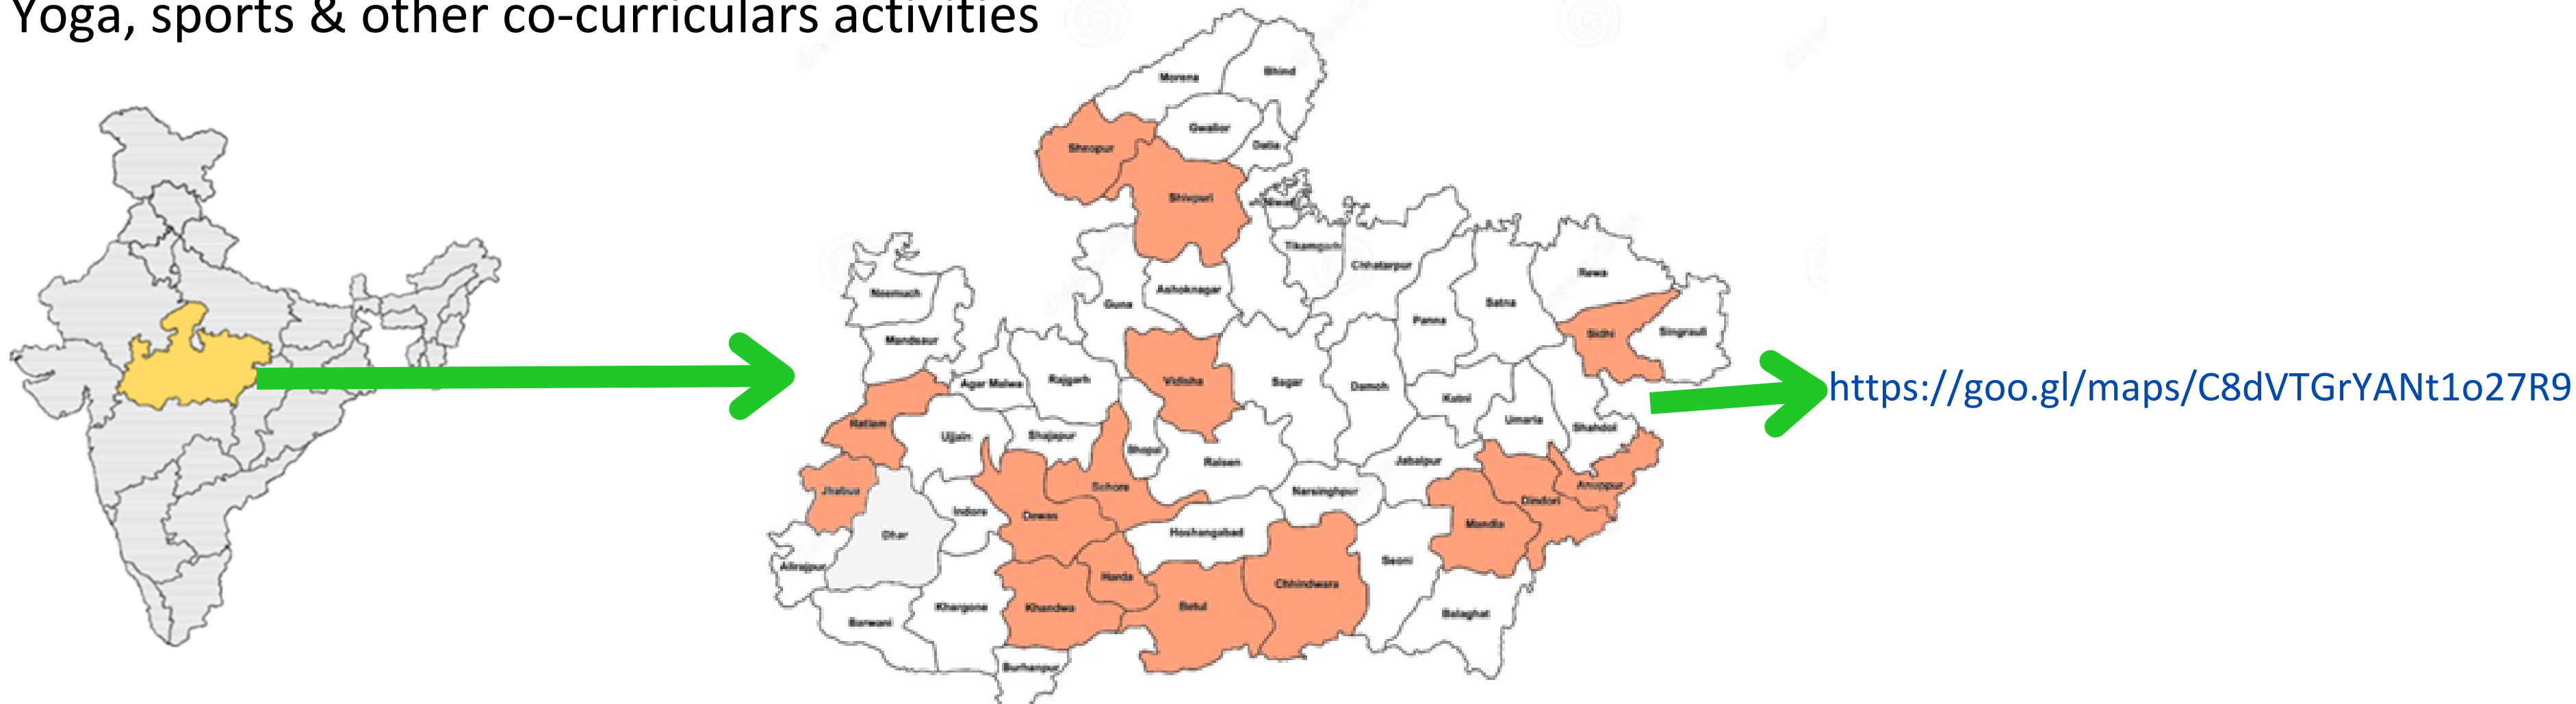 Yoga, sports & other co-curriculars activities
Morena
Bhind
Gwalior
Datia
Sheopur
Shivpuri
Tikamgarh
Chhatarpur
Rewa
Neemuch
Guna
Ashoknagar
Panna
Satna
Sidhi
Singrauli
Mandsaur
Agar Malwa
Rajgarh
Vidisha
Sagar
Damoh
Katni
Umaria
Shahdol
https://goo.gl/maps/C8dVTGrYANt1o27R9
Ratlam
Ujjain
Shajapur
Bhopal
Raisen
Jabalpur
Jhabua
Sehore
Narsinghpur
Dindori
Anuppur
Indore
Dewas
Mandla
Dhar
Hoshangabad
Seoni
Alirajpur
Harda
Chhindwara
Khargone
Khandwa
Betul
Balaghat
Barwani
Burhanpur